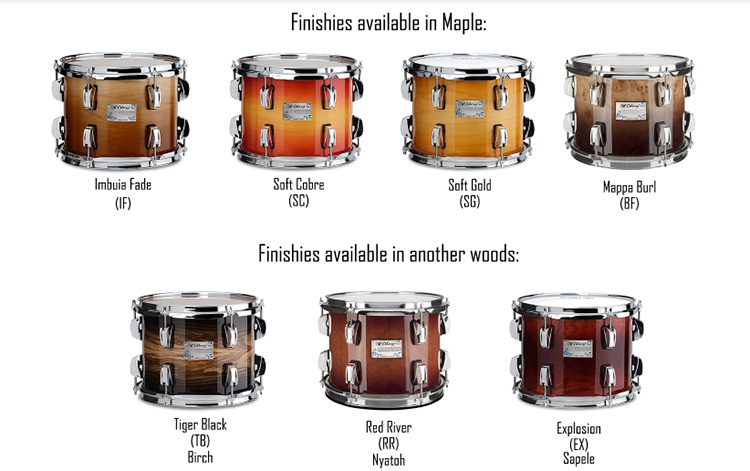 Finishies available in Maple:
Imbuia Fade
(IF)
Soft Cobre
(SC)
Soft Gold
(SG)
Mappa Burl
(BF)
Finishies available in another woods:
Tiger Black
(TB)
Birch
Red River
(RR)
Nyatoh
Explosion
(EX)
Sapele